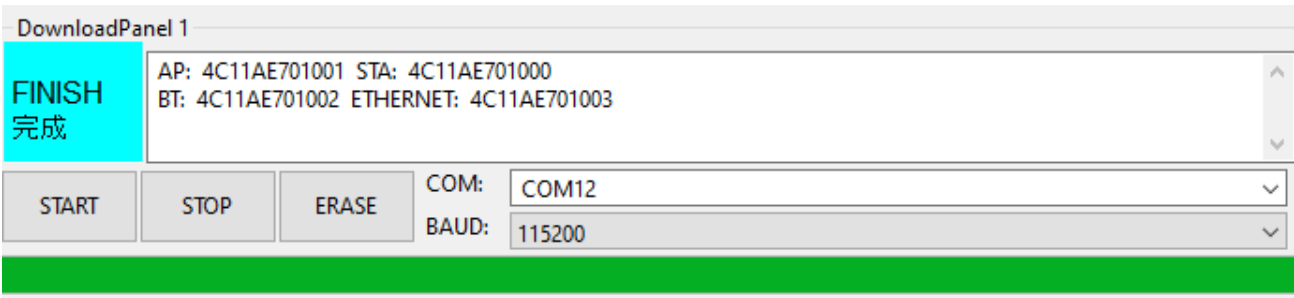 DownloadPanel 1
FINISH
完成
AP: 4C11AE701001 STA: 4C11AE701000
BT: 4C11AE701002 ETHERNET: 4C11AE701003
START
STOP
ERASE
COM:
COM12
BAUD:
115200